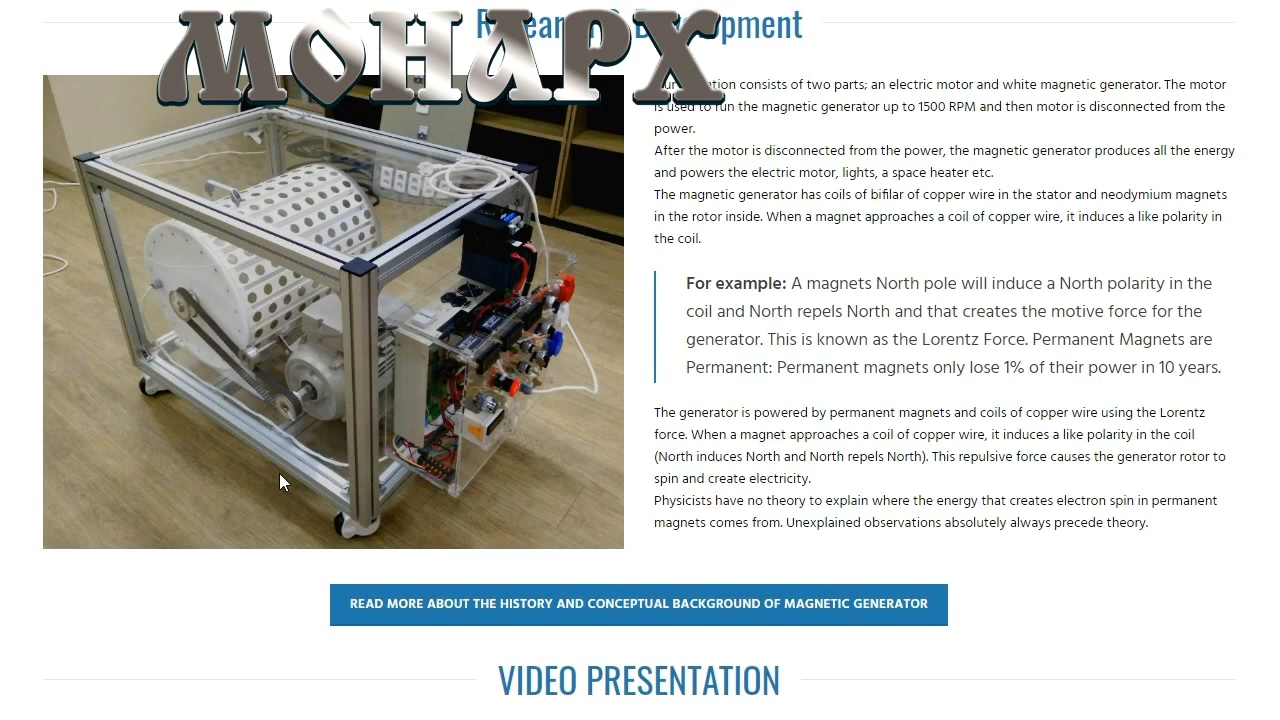 Research & Development
МОНАРХ
consists of two parts; an electric motor and white magnetic generator. The motor
is used to run the magnetic generator up to 1500 RPM and then motor is disconnected from the
power.
After the motor is disconnected from the power, the magnetic generator produces all the energy
and powers the electric motor, lights, a space heater etc.
The magnetic generator has coils of bifilar of copper wire in the stator and neodymium magnets
in the rotor inside. When a magnet approaches a coil of copper wire, it induces a like polarity in
the coil.
For example: A magnets North pole will induce a North polarity in the
coil and North repels North and that creates the motive force for the
generator. This is known as the Lorentz Force. Permanent Magnets are
Permanent: Permanent magnets only lose 1% of their power in 10 years.
The generator is powered by permanent magnets and coils of copper wire using the Lorentz
force. When a magnet approaches a coil of copper wire, it induces a like polarity in the coil
(North induces North and North repels North). This repulsive force causes the generator rotor to
spin and create electricity.
Physicists have no theory to explain where the energy that creates electron spin in permanent
magnets comes from. Unexplained observations absolutely always precede theory.
READ MORE ABOUT THE HISTORY AND CONCEPTUAL BACKGROUND OF MAGNETIC GENERATOR
VIDEO PRESENTATION